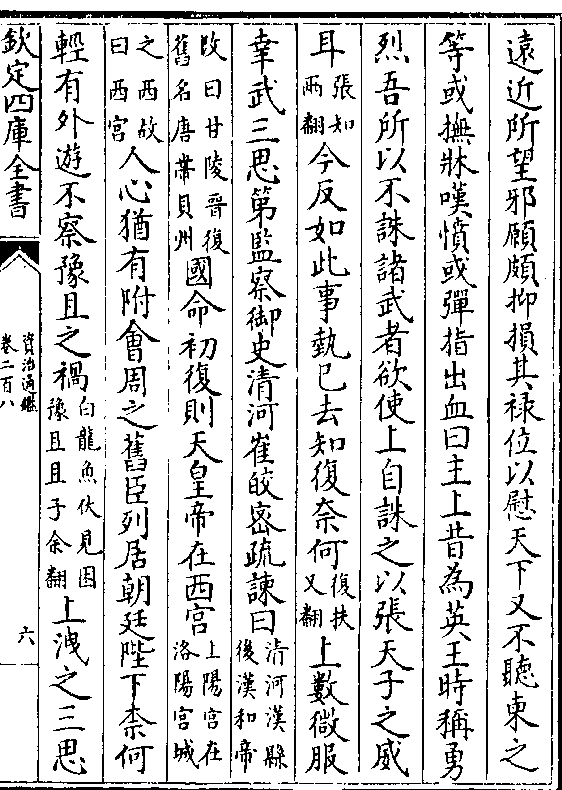 遠近所望邪願頗抑損其祿位以慰天下又不聽柬之
等或撫牀嘆憤或彈指出血曰主上昔為英王時稱勇
烈吾所以不誅諸武者欲使上自誅之以張天子之威
耳張知兩翻今反如此事埶已去知復奈何復扶又翻上數微服
幸武三思第監察御史清河崔皎密疏諫曰清河漢縣後漢和帝
改曰甘陵晉復舊名唐帶貝州國命初復則天皇帝在西宮上陽宮在洛陽宮城
之西故曰西宮人心猶有附會周之舊臣列居朝廷陛下柰何
輕有外遊不察豫且之禍白龍魚伏見困豫且且子余翻上洩之三思
欽定四庫全書
資治通鑑
卷二百八
六